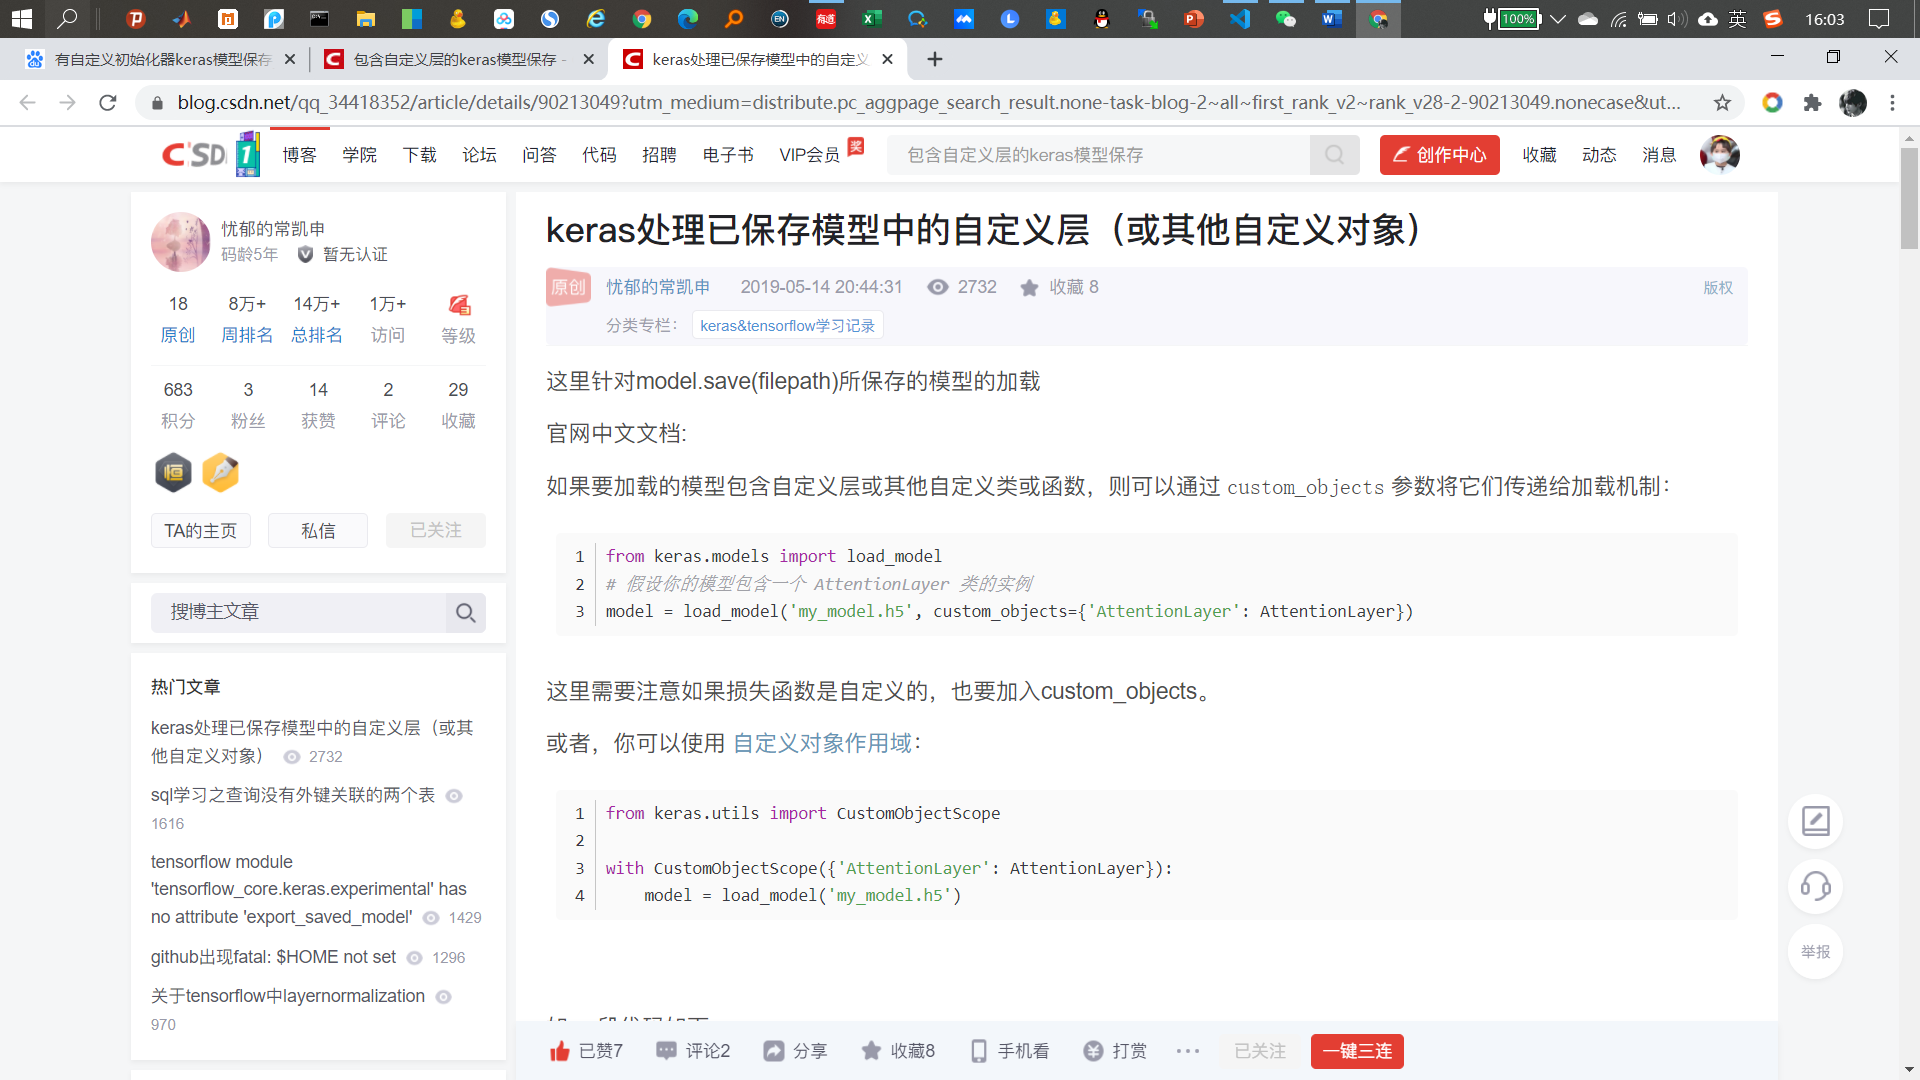 100%
英
16:03
有自定义初始化器keras模型保存
包含自定义层的keras模型保存 -
keras处理已保存模型中的自定义
blog.csdn.net/qq_34418352/article/details/90213049?utm_medium=distribute.pc_aggpage_search_result.none-task-blog-2~all~first_rank_v2~rank_v28-2-90213049.nonecase&ut...
CSDN
博客 学院 下载 论坛 问答 代码 招聘 电子书 VIP会员 奖
包含自定义层的keras模型保存
创作中心 收藏 动态 消息
忧郁的常凯申
码龄5年 暂无认证
18 8万+ 14万+ 1万+
原创 周排名 总排名 访问 等级
683 3 14 2 29
积分 粉丝 获赞 评论 收藏
TA的主页 私信 已关注
搜博主文章
热门文章
keras处理已保存模型中的自定义层（或其
他自定义对象） 2732
sql学习之查询没有外键关联的两个表
1616
tensorflow module
'tensorflow_core.keras.experimental' has
no attribute 'export_saved_model' 1429
github出现fatal: $HOME not set 1296
关于tensorflow中layernormalization
970
keras处理已保存模型中的自定义层（或其他自定义对象）
原创 忧郁的常凯申 2019-05-14 20:44:31 2732 收藏 8 版权
分类专栏： keras&tensorflow学习记录
这里针对model.save(filepath)所保存的模型的加载
官网中文文档:
如果要加载的模型包含自定义层或其他自定义类或函数，则可以通过 custom_objects 参数将它们传递给加载机制：
1 from keras.models import load_model
2 # 假设你的模型包含一个 AttentionLayer 类的实例
3 model = load_model('my_model.h5', custom_objects={'AttentionLayer': AttentionLayer})
这里需要注意如果损失函数是自定义的，也要加入custom_objects。
或者，你可以使用 自定义对象作用域：
1 from keras.utils import CustomObjectScope
2
3 with CustomObjectScope({'AttentionLayer': AttentionLayer}):
4 model = load_model('my_model.h5')
举报
已赞7 评论2 分享 收藏8 手机看 打赏 ··· 已关注 一键三连